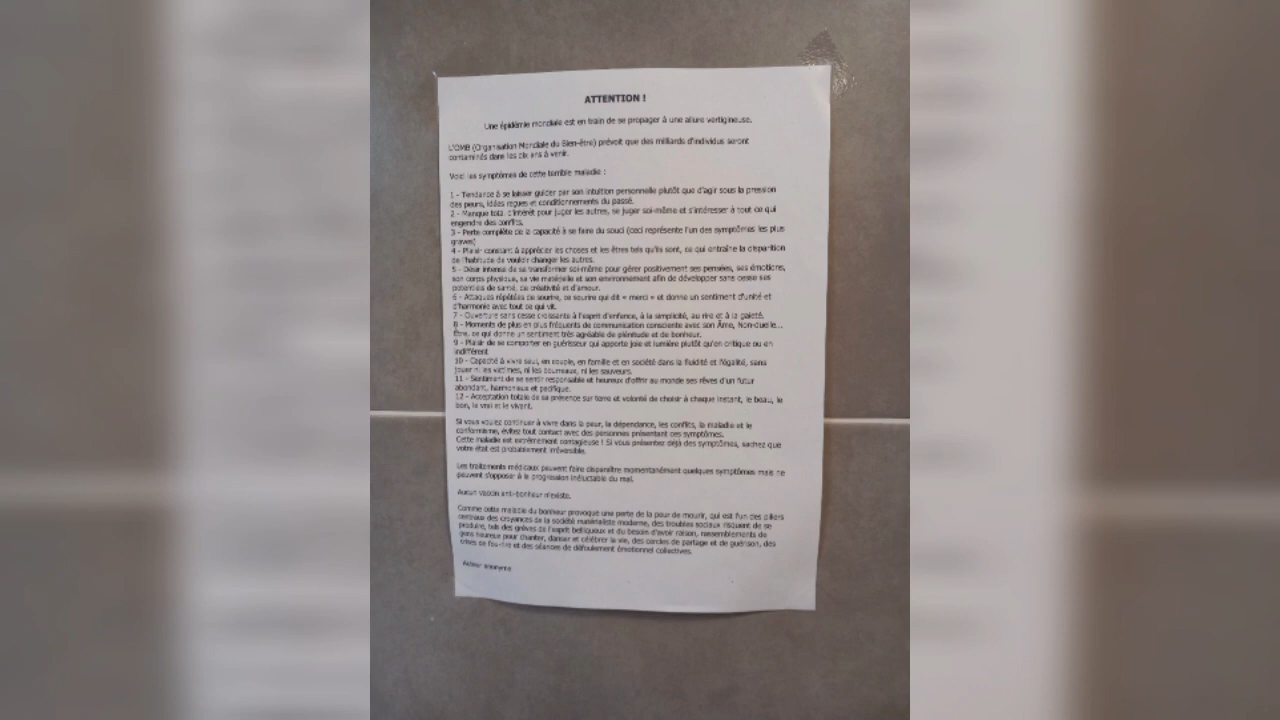 ATTENTION !
Une épidémie mondiale est en train de se propager à une allure vertigineuse.
L'OMB (Organisation Mondiale du Bien-être) prévoit que des milliards d'individus seront
contaminés dans les dix ans à venir.
Voici les symptômes de cette terrible maladie :
1 - Tendance à se laisser guider par son intuition personnelle plutôt que d'agir sous la pression
des peurs, idées reçues et conditionnements du passé.
2 - Manque total d'intérêt pour juger les autres, se juger soi-même et s'intéresser à tout ce qui
engendre des conflits.
3 - Perte complète de la capacité à se faire du souci (ceci représente l'un des symptômes les plus
graves)
4 - Plaisir constant à apprécier les choses et les êtres tels qu'ils sont, ce qui entraîne la disparition
de l'habitude de vouloir changer les autres.
5 - Désir intense de se transformer soi-même pour gérer positivement ses pensées, ses émotions,
son corps physique, sa vie matérielle et son environnement afin de développer sans cesse ses
potentiels de santé, de créativité et d'amour.
6 - Attaques répétées de sourire, ce sourire qui dit « merci » et donne un sentiment d'unité et
d'harmonie avec tout ce qui vit.
7 - Ouverture sans cesse croissante à l'esprit d'enfance, à la simplicité, au rire et à la gaieté.
8 - Moments de plus en plus fréquents de communication consciente avec son Âme, Non-duelle...
Être, ce qui donne un sentiment très agréable de plénitude et de bonheur.
9 - Plaisir de se comporter en guérisseur qui apporte joie et lumière plutôt qu'en critique ou en
indifférent
10 - Capacité à vivre seul, en couple, en famille et en société dans la fluidité et l'égalité, sans
jouer ni les victimes, ni les bourreaux, ni les sauveurs.
11 - Sentiment de se sentir responsable et heureux d'offrir au monde ses rêves d'un futur
abondant, harmonieux et pacifique.
12 - Acceptation totale de sa présence sur terre et volonté de choisir à chaque instant, le beau, le
bon, le vrai et le vivant.
Si vous voulez continuer à vivre dans la peur, la dépendance, les conflits, la maladie et le
conformisme, évitez tout contact avec des personnes présentant ces symptômes.
Cette maladie est extrêmement contagieuse ! Si vous présentez déjà des symptômes, sachez que
votre état est probablement irréversible.
Les traitements médicaux peuvent faire disparaître momentanément quelques symptômes mais ne
peuvent s'opposer à la progression inéluctable du mal.
Aucun vaccin anti-bonheur n'existe.
Comme cette maladie du bonheur provoque une perte de la peur de mourir, qui est l'un des piliers
centraux des croyances de la société matérialiste moderne, des troubles sociaux risquent de se
produire, tels des grèves de l'esprit belliqueux et du besoin d'avoir raison, rassemblements de
gens heureux pour chanter, danser et célébrer la vie, des cercles de partage et de guérison, des
crises de fou-rire et des séances de défoulement émotionnel collectives.
Auteur anonyme